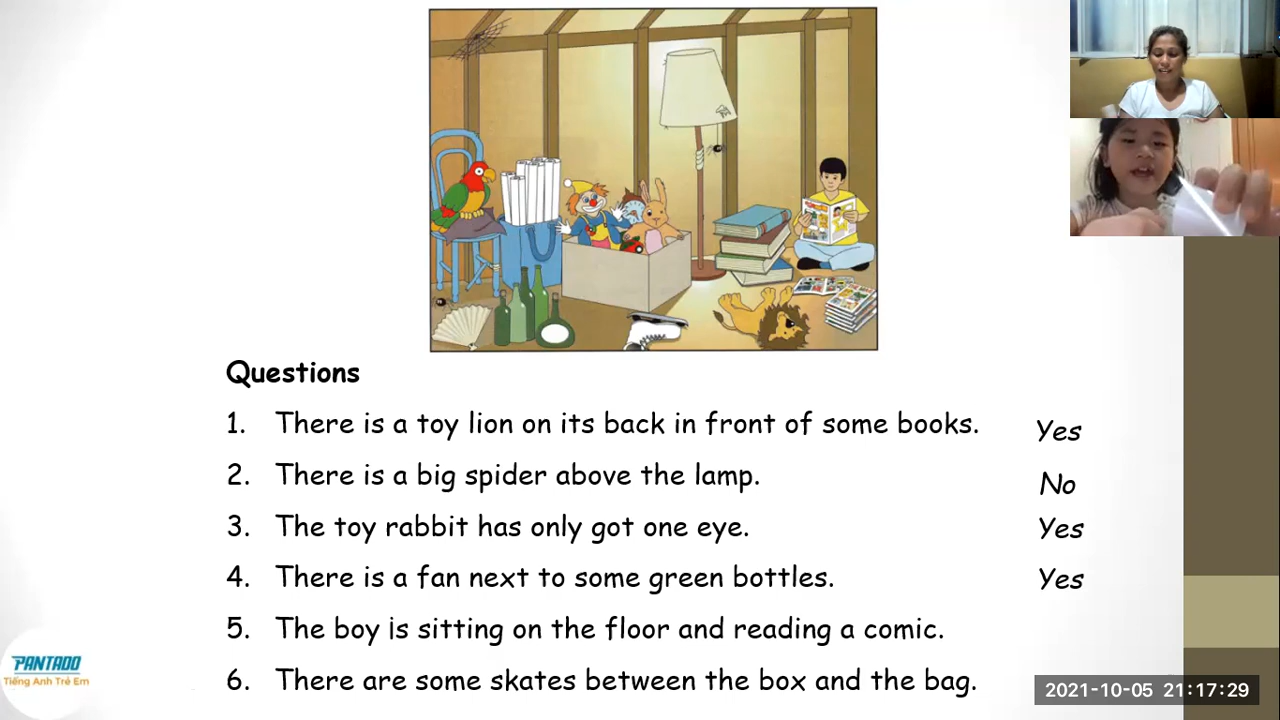 Questions
1. There is a toy lion on its back in front of some books. Yes
2. There is a big spider above the lamp. No
3. The toy rabbit has only got one eye. Yes
4. There is a fan next to some green bottles. Yes
5. The boy is sitting on the floor and reading a comic.
6. There are some skates between the box and the bag.
PANTADO
Tiếng Anh Trẻ Em
2021-10-05 21:17:29